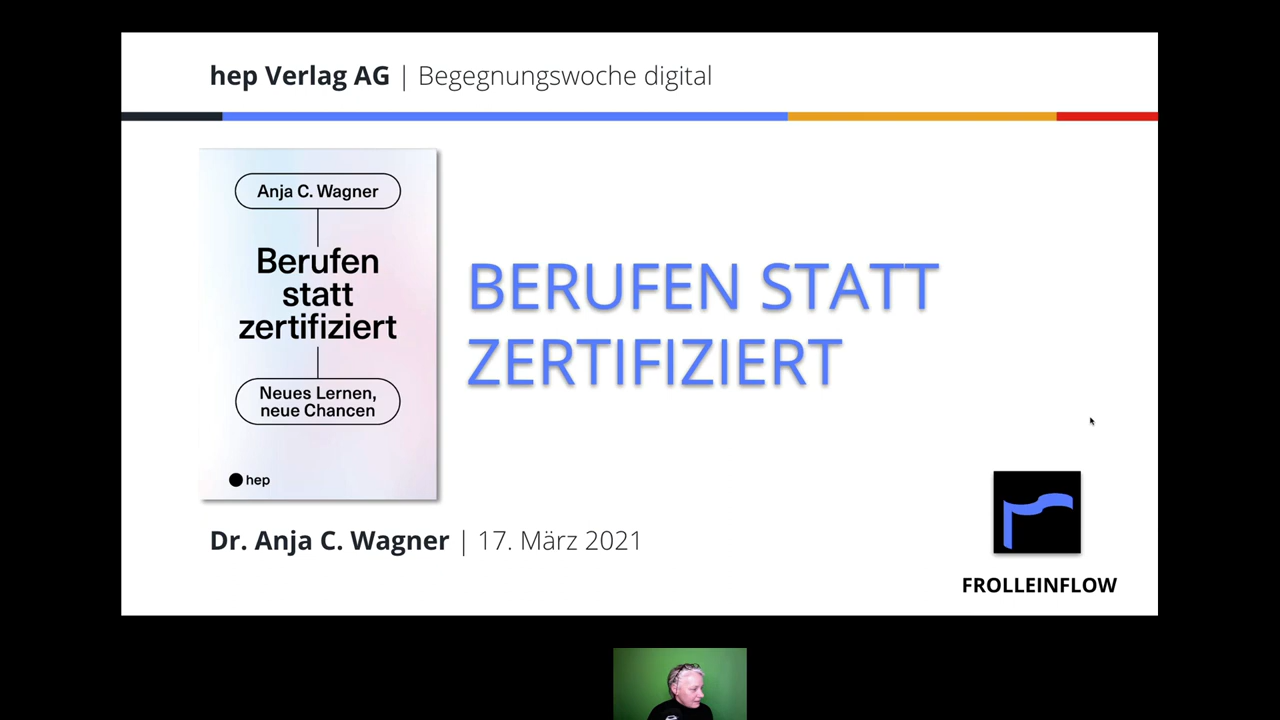 hep Verlag AG | Begegnungswoche digital
Anja C. Wagner
Berufen
statt
zertifiziert
Neues Lernen,
neue Chancen
hep
BERUFEN STATT
ZERTIFIZIERT
Dr. Anja C. Wagner | 17. März 2021
FROLLEINFLOW